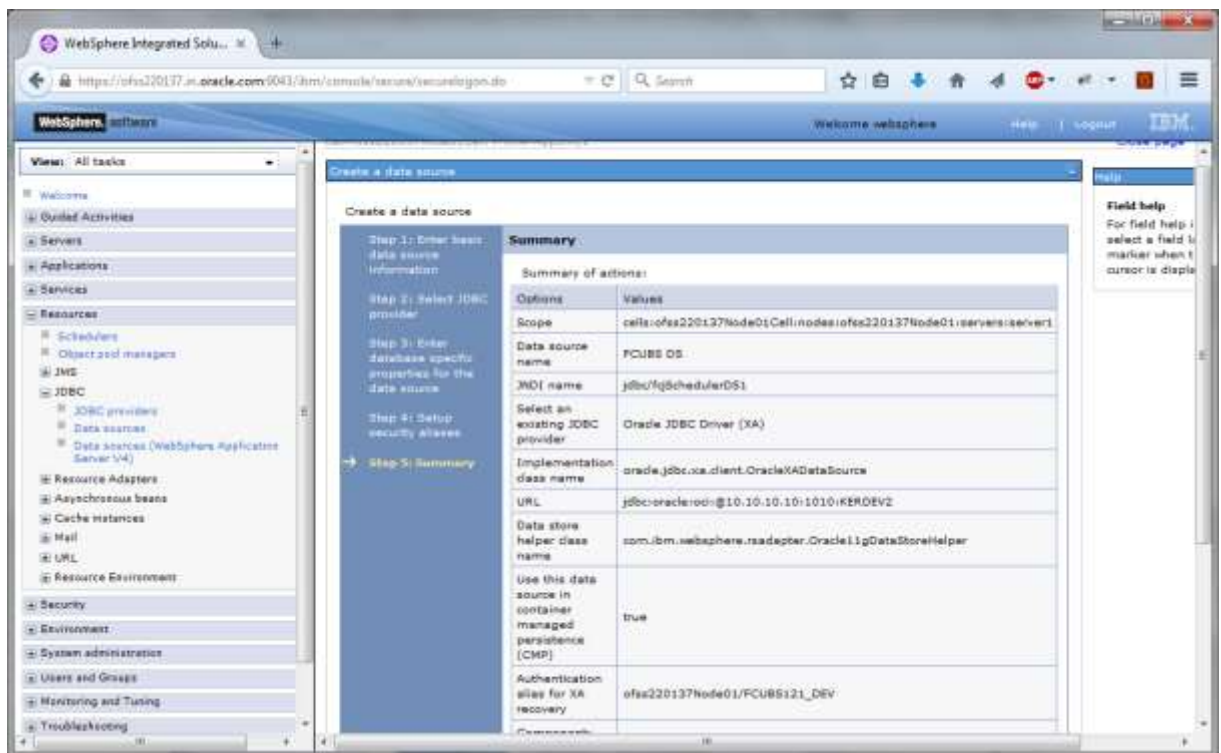 WebSphere Integrated Solu...
https://ofss220137.in.oracle.com:9043/ibm/console/secure/securelogon.do
Search
WebSphere. software
Welcome websphere
Help | Logout
IBM.
View: All tasks
Welcome
Guided Activities
Servers
Applications
Services
Resources
Schedulers
Object pool managers
JMS
JDBC
JDBC providers
Data sources
Data sources (WebSphere Application
Server V4)
Resource Adapters
Asynchronous beans
Cache instances
Mail
URL
Resource Environment
Security
Environment
System administration
Users and Groups
Monitoring and Tuning
Troubleshooting
Close page
Create a data source
Create a data source
Step 1: Enter basic
data source
information
Step 2: Select JDBC
provider
Step 3: Enter
database specific
properties for the
data source
Step 4: Setup
security aliases
Step 5: Summary
Summary
Summary of actions:
Options Values
Scope cells:ofss220137Node01Cell:nodes:ofss220137Node01:servers:server1
Data source
name
FCUBS DS
JNDI name jdbc/fcjSchedulerDS1
Select an
existing JDBC
provider
Oracle JDBC Driver (XA)
Implementation
class name
oracle.jdbc.xa.client.OracleXADataSource
URL jdbc:oracle:oci:@10.10.10.10:1010:KERDEV2
Data store
helper class
name
com.ibm.websphere.rsadapter.Oracle11gDataStoreHelper
Use this data
source in
container
managed
persistence
(CMP)
true
Authentication
alias for XA
recovery
ofss220137Node01/FCUBS121_DEV
Help
Field help
For field help i
select a field l
marker when t
cursor is displa